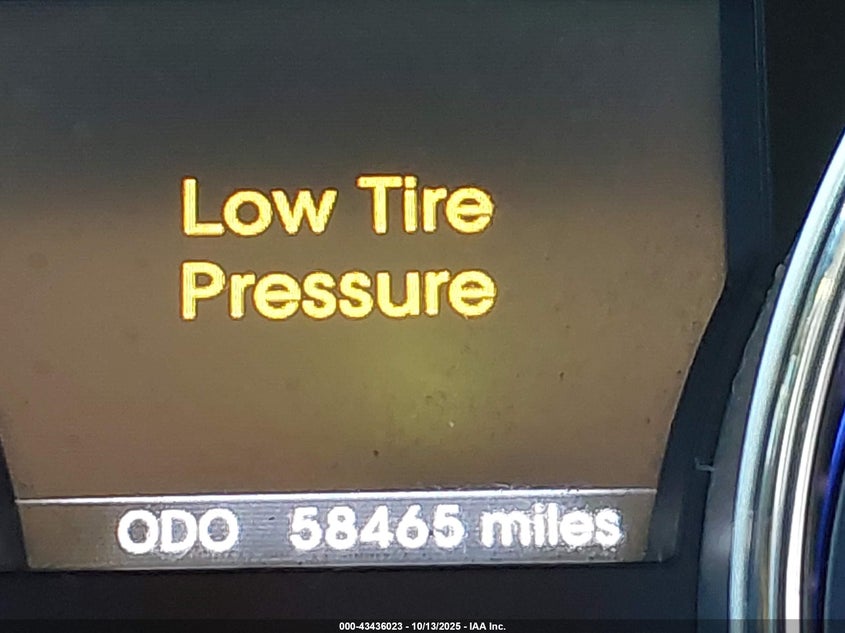 Low Tire
Pressure
ODO 58465 miles
000-43436023 - 10/13/2025 - IAA Inc.